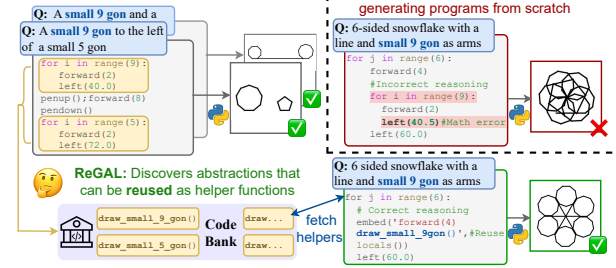 generating programs from scratch
Q: A small 9 gon and a
Q: A small 9 gon to the left
of a small 5 gon
for i in range(9):
forward(2)
left(40.0)
penup();forward(8)
pendown()
for i in range(5):
forward(2)
left(72.0)
Q: 6-sided snowflake with a
line and small 9 gon as arms
for j in range(6):
forward(4)
#Incorrect reasoning
for i in range(9):
forward(2)
left(40.5)#Math error
left(60.0)
ReGAL: Discovers abstractions that
can be reused as helper functions
draw_small_9gon()
draw_small_5gon()
Code
Bank
draw...
draw...
fetch
helpers
Q: 6 sided snowflake with a
line and small 9 gon as arms
for j in range(6):
# Correct reasoning
embed('forward(4)
draw_small_9gon()',#Reuse
locals())
left(60.0)